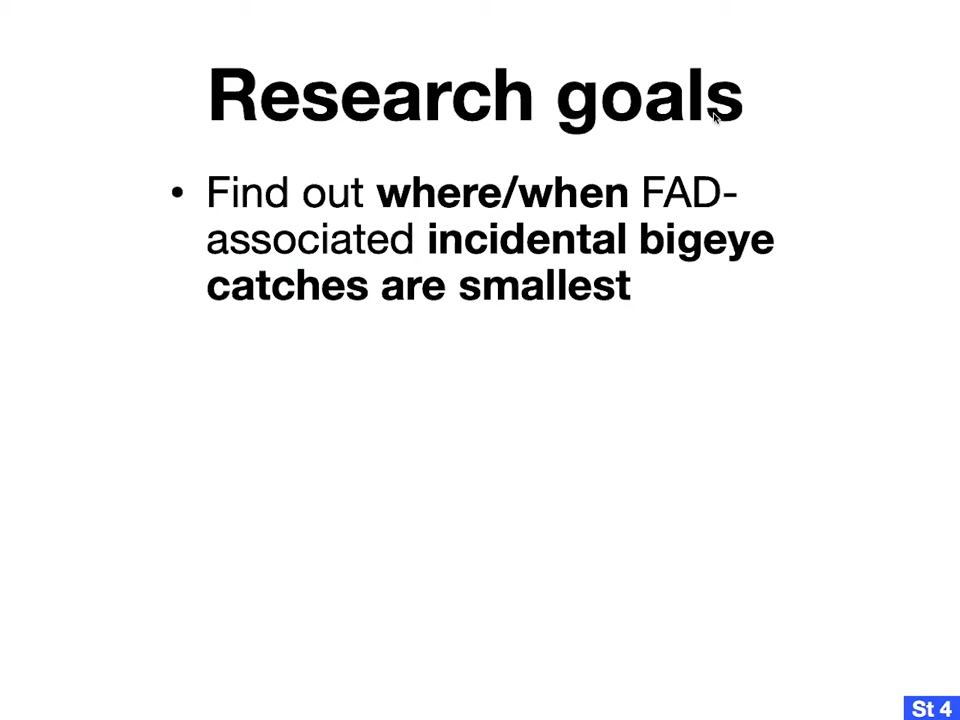 Research goals
• Find out where/when FAD-
associated incidental bigeye
catches are smallest
St 4